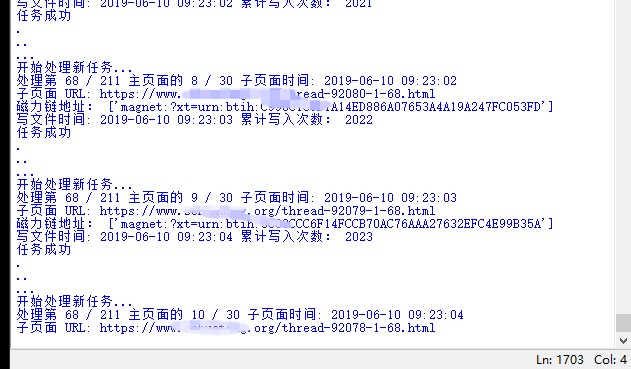 写文件时间: 2019-06-10 09:23:02 累计写入次数: 2021
任务成功
.
..
...
开始处理新任务...
处理第 68 / 211 主页面的 8 / 30 子页面时间: 2019-06-10 09:23:02
子页面 URL: https://www. thread-92080-1-68.html
磁力链地址: ['magnet:?xt=urn:btih: A14ED886A07653A4A19A247FC053FD']
写文件时间: 2019-06-10 09:23:03 累计写入次数: 2022
任务成功
.
..
...
开始处理新任务...
处理第 68 / 211 主页面的 9 / 30 子页面时间: 2019-06-10 09:23:03
子页面 URL: https://www. .org/thread-92079-1-68.html
磁力链地址: ['magnet:?xt=urn:btih: CCC6F14FCCB70AC76AAA27632EFC4E99B35A']
写文件时间: 2019-06-10 09:23:04 累计写入次数: 2023
任务成功
.
..
...
开始处理新任务...
处理第 68 / 211 主页面的 10 / 30 子页面时间: 2019-06-10 09:23:04
子页面 URL: https://www. .org/thread-92078-1-68.html
Ln: 1703 Col: 4